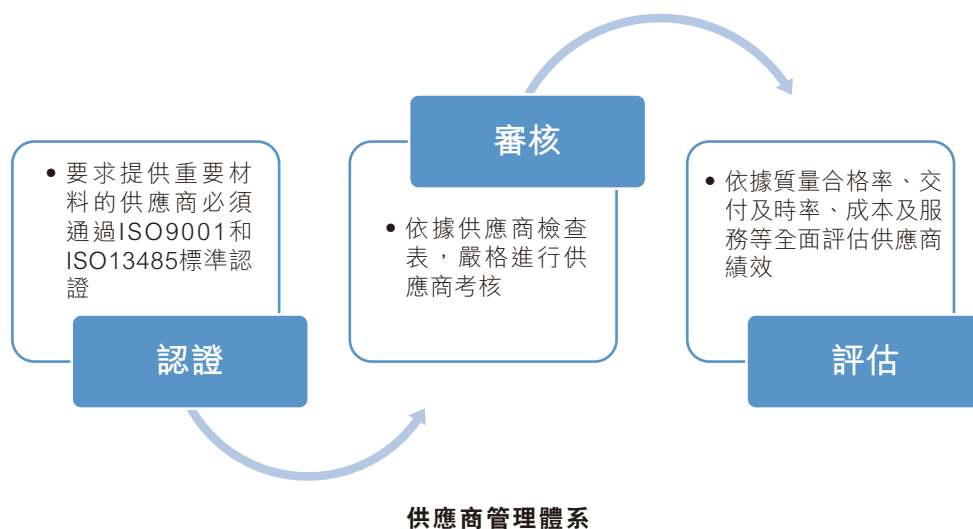 • 要求提供重要材
料的供應商必須
通過ISO9001和
ISO13485標準認
證
認證
審核
• 依據供應商檢查
表，嚴格進行供
應商考核
• 依據質量合格率、交
付及時率、成本及服
務等全面評估供應商
績效
評估
供應商管理體系